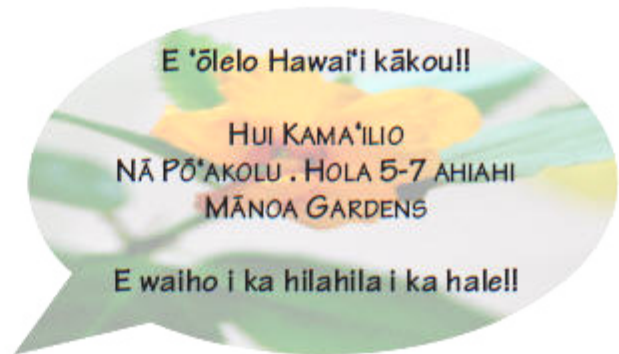 E ʻōlelo Hawaiʻi kākou!!
HUI KAMAʻILIO
NĀ PŌʻAKOLU . HOLA 5-7 AHIAHI
MĀNOA GARDENS
E waiho i ka hilahila i ka hale!!